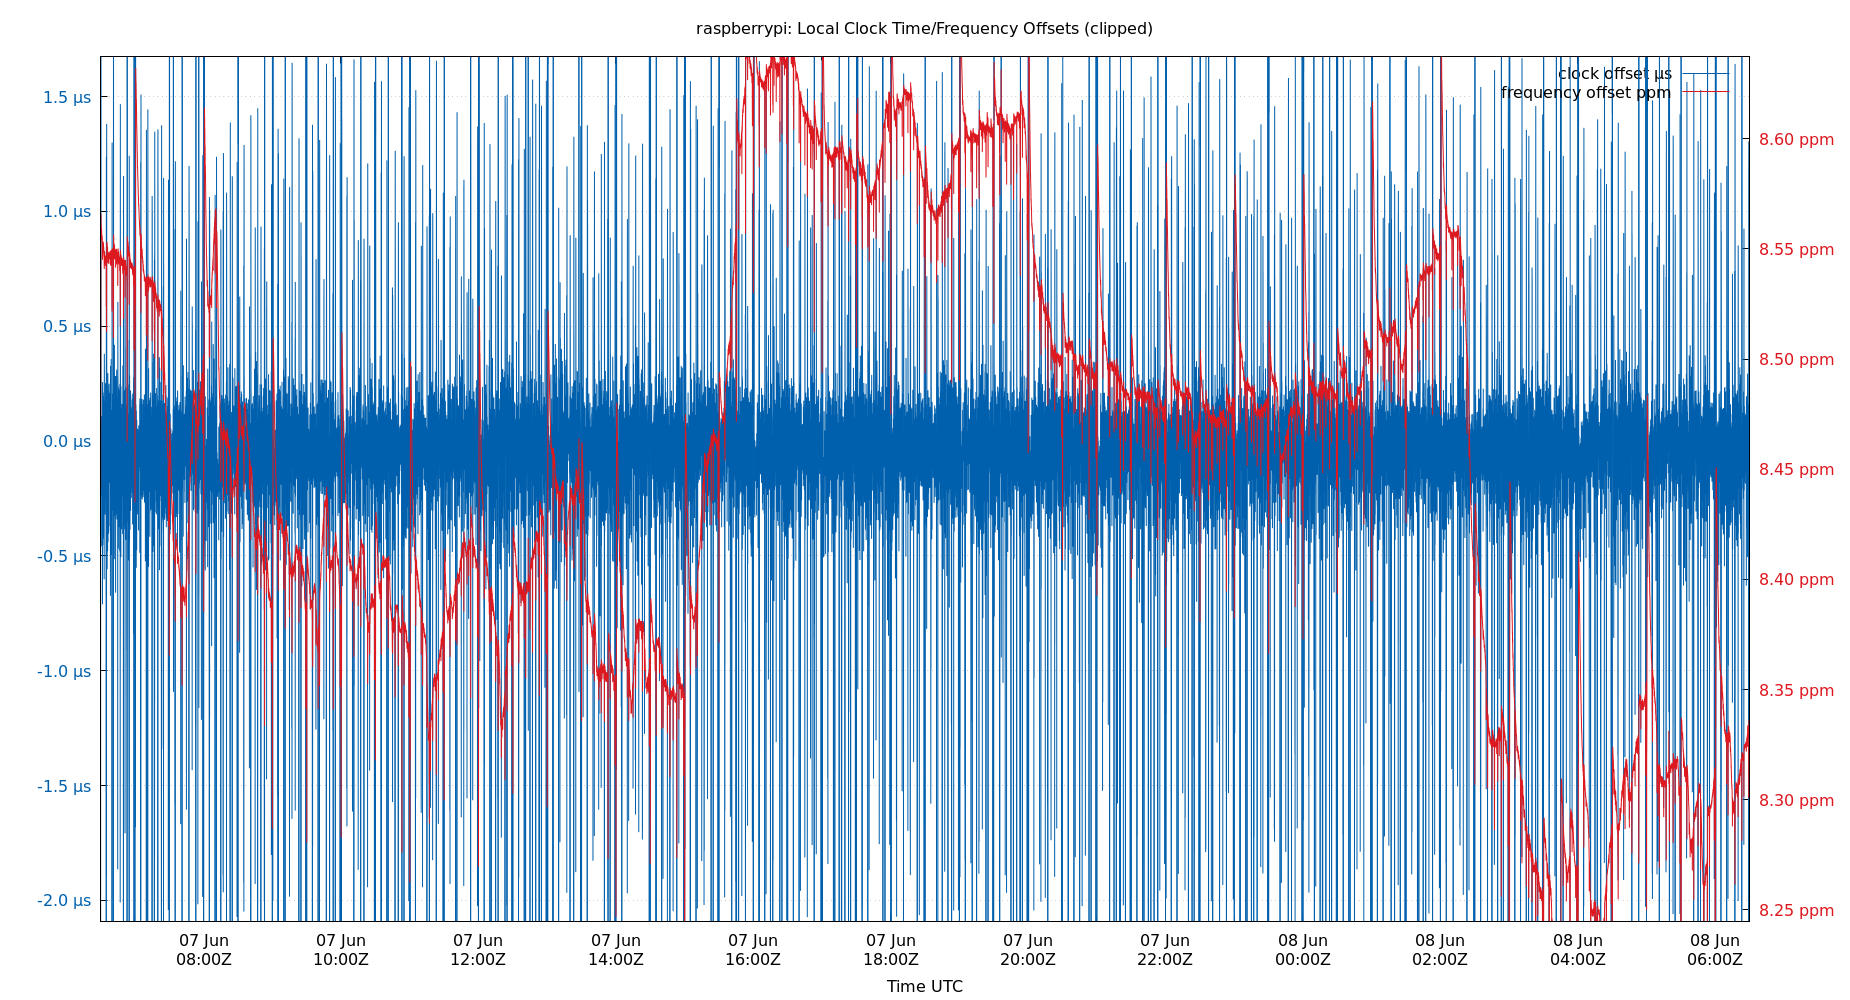 raspberrypi: Local Clock Time/Frequency Offsets (clipped)
clock offset µs
frequency offset ppm
1.5 µs
1.0 µs
0.5 µs
0.0 µs
-0.5 µs
-1.0 µs
-1.5 µs
-2.0 µs
8.60 ppm
8.55 ppm
8.50 ppm
8.45 ppm
8.40 ppm
8.35 ppm
8.30 ppm
8.25 ppm
07 Jun 07 Jun 07 Jun 07 Jun 07 Jun 07 Jun 07 Jun 07 Jun 08 Jun 08 Jun 08 Jun 08 Jun
08:00Z 10:00Z 12:00Z 14:00Z 16:00Z 18:00Z 20:00Z 22:00Z 00:00Z 02:00Z 04:00Z 06:00Z
Time UTC